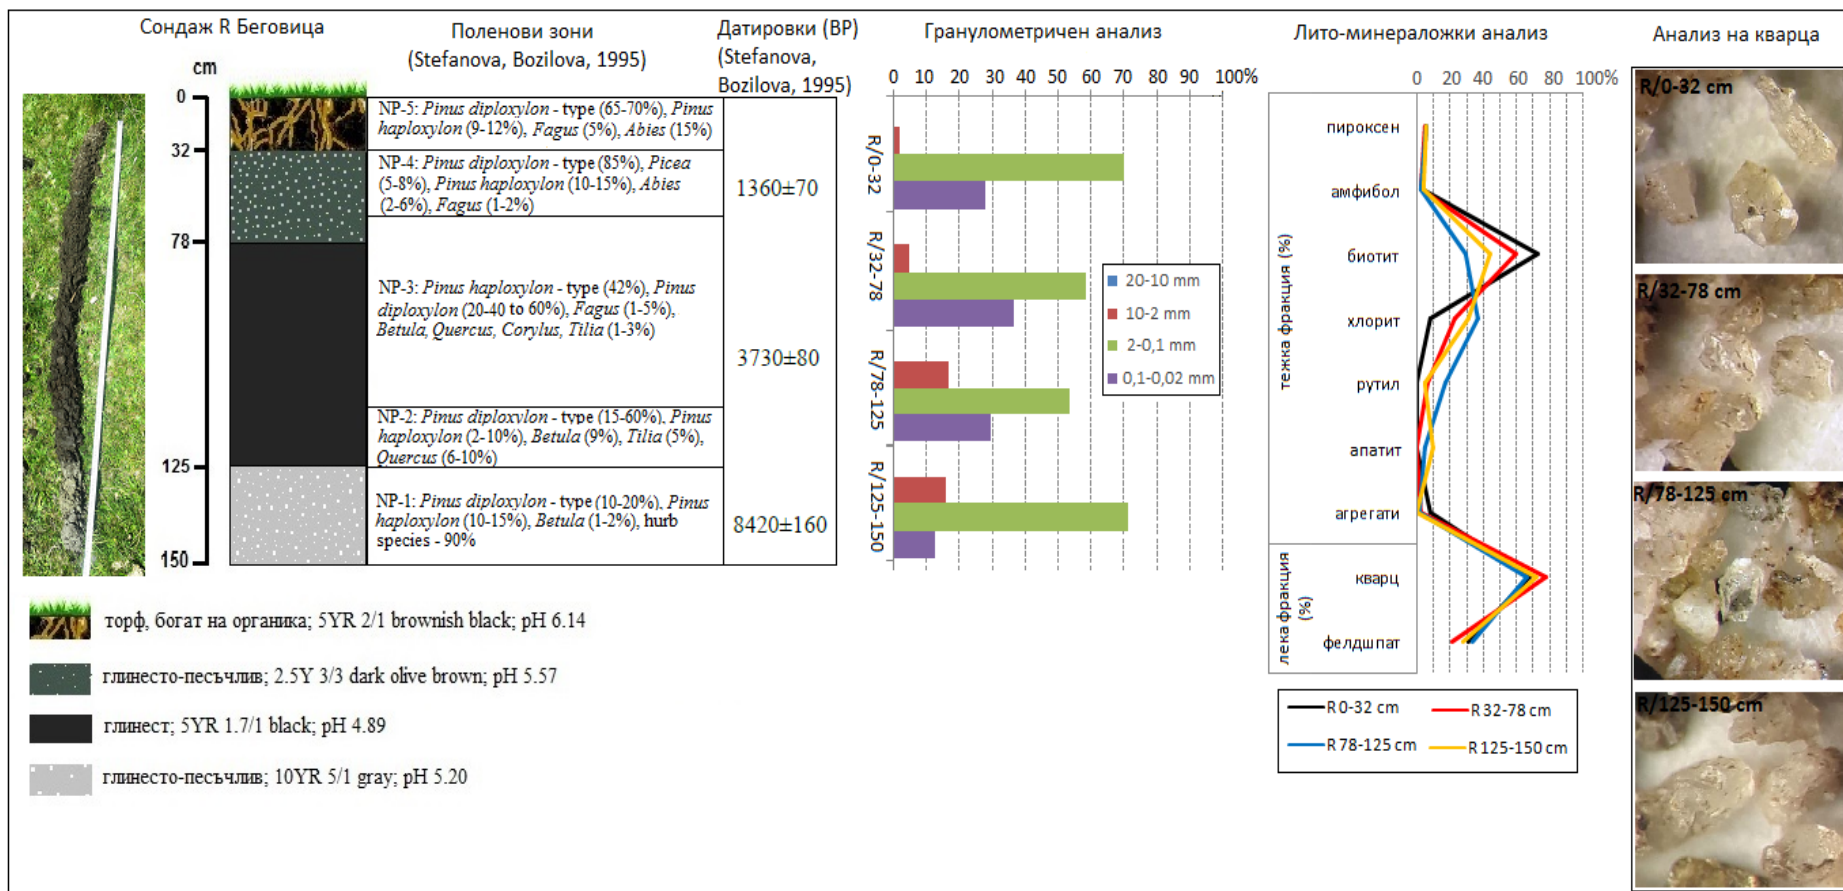 Сондаж R Беговица
Поленови зони
(Stefanova, Bozilova, 1995)
Датировки (BP)
(Stefanova,
Bozilova, 1995)
Гранулометричен анализ
Лито-минераложки анализ
Анализ на кварца
cm
0
32
78
125
150
NP-5: Pinus diploxylon - type (65-70%), Pinus
haploxylon (9-12%), Fagus (5%), Abies (15%)
NP-4: Pinus diploxylon - type (85%), Picea
(5-8%), Pinus haploxylon (10-15%), Abies
(2-6%), Fagus (1-2%)
NP-3: Pinus haploxylon - type (42%), Pinus
diploxylon (20-40 to 60%), Fagus (1-5%),
Betula, Quercus, Corylus, Tilia (1-3%)
NP-2: Pinus diploxylon - type (15-60%), Pinus
haploxylon (2-10%), Betula (9%), Tilia (5%),
Quercus (6-10%)
NP-1: Pinus diploxylon - type (10-20%), Pinus
haploxylon (10-15%), Betula (1-2%), hurb
species - 90%
1360±70
3730±80
8420±160
0 10 20 30 40 50 60 70 80 90 100%
R/0-32
R/32-78
R/78-125
R/125-150
20-10 mm
10-2 mm
2-0,1 mm
0,1-0,02 mm
0 20 40 60 80 100%
тежка фракция (%)
пироксен
амфибол
биотит
хлорит
рутил
апатит
агрегати
лека фракция
(%)
кварц
фелдшпат
R 0-32 cm
R 32-78 cm
R 78-125 cm
R 125-150 cm
R/0-32 cm
R/32-78 cm
R/78-125 cm
R/125-150 cm
торф, богат на органика; 5YR 2/1 brownish black; pH 6.14
глинесто-песъчлив; 2.5Y 3/3 dark olive brown; pH 5.57
глинест; 5YR 1.7/1 black; pH 4.89
глинесто-песъчлив; 10YR 5/1 gray; pH 5.20